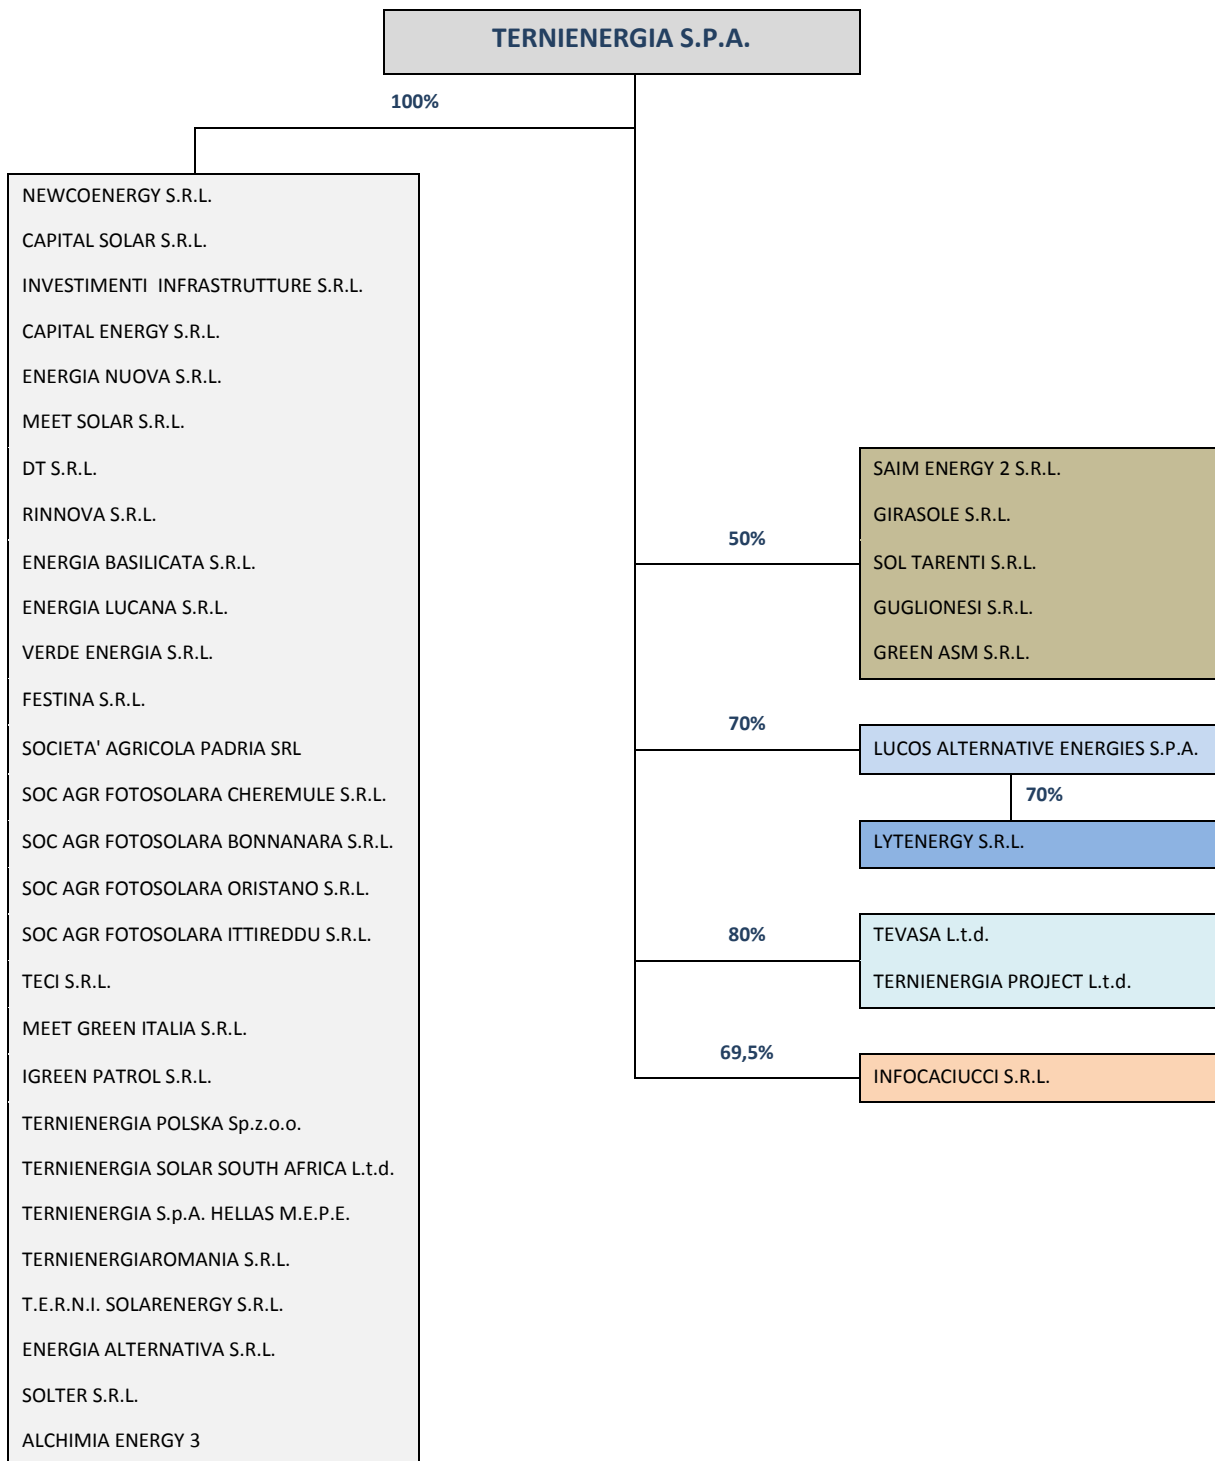 TERNIENERGIA S.P.A.
100%
NEWCOENERGY S.R.L.
CAPITAL SOLAR S.R.L.
INVESTIMENTI  INFRASTRUTTURE S.R.L.
CAPITAL ENERGY S.R.L.
ENERGIA NUOVA S.R.L.
MEET SOLAR S.R.L.
DT S.R.L.
RINNOVA S.R.L.
ENERGIA BASILICATA S.R.L.
ENERGIA LUCANA S.R.L.
VERDE ENERGIA S.R.L.
FESTINA S.R.L.
SOCIETA' AGRICOLA PADRIA SRL
SOC AGR FOTOSOLARA CHEREMULE S.R.L.
SOC AGR FOTOSOLARA BONNANARA S.R.L.
SOC AGR FOTOSOLARA ORISTANO S.R.L.
SOC AGR FOTOSOLARA ITTIREDDU S.R.L.
TECI S.R.L.
MEET GREEN ITALIA S.R.L.
IGREEN PATROL S.R.L.
TERNIENERGIA POLSKA Sp.z.o.o.
TERNIENERGIA SOLAR SOUTH AFRICA L.t.d.
TERNIENERGIA S.p.A. HELLAS M.E.P.E.
TERNIENERGIAROMANIA S.R.L.
T.E.R.N.I. SOLARENERGY S.R.L.
ENERGIA ALTERNATIVA S.R.L.
SOLTER S.R.L.
ALCHIMIA ENERGY 3
50%
SAIM ENERGY 2 S.R.L.
GIRASOLE S.R.L.
SOL TARENTI S.R.L.
GUGLIONESI S.R.L.
GREEN ASM S.R.L.
70%
LUCOS ALTERNATIVE ENERGIES S.P.A.
70%
LYTENERGY S.R.L.
80%
TEVASA L.t.d.
TERNIENERGIA PROJECT L.t.d.
69,5%
INFOCACIUCCI S.R.L.